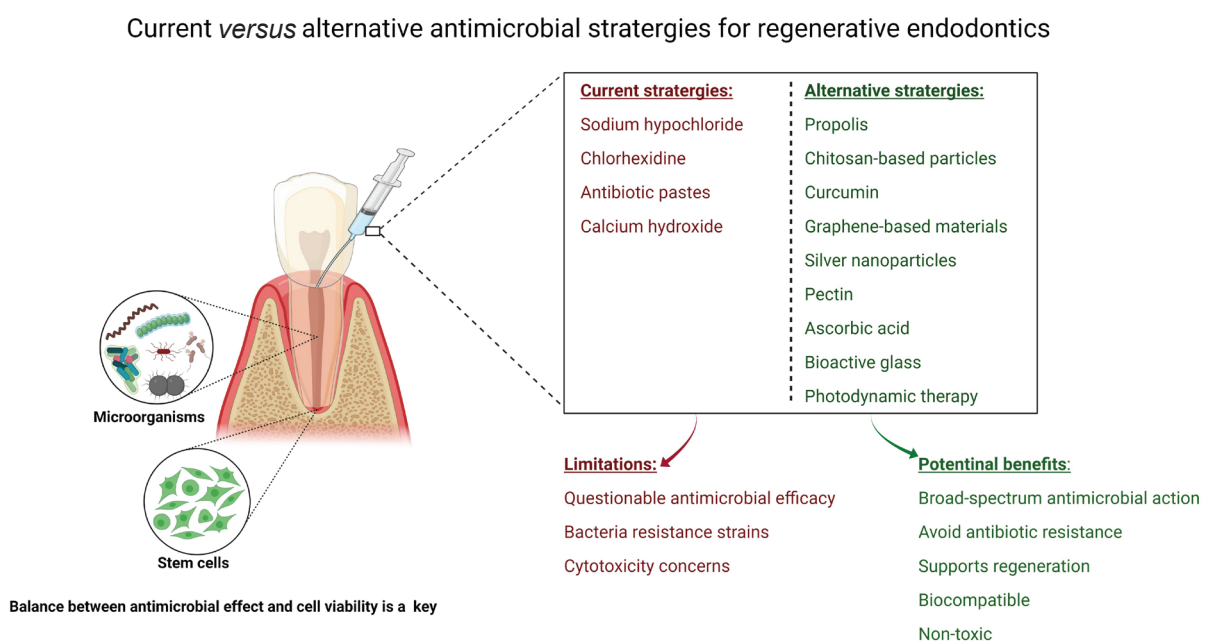 Current versus alternative antimicrobial stratergies for regenerative endodontics
Current stratergies:
Sodium hypochloride
Chlorhexidine
Antibiotic pastes
Calcium hydroxide
Alternative stratergies:
Propolis
Chitosan-based particles
Curcumin
Graphene-based materials
Silver nanoparticles
Pectin
Ascorbic acid
Bioactive glass
Photodynamic therapy
Microorganisms
Stem cells
Limitations:
Questionable antimicrobial efficacy
Bacteria resistance strains
Cytotoxicity concerns
Potentinal benefits:
Broad-spectrum antimicrobial action
Avoid antibiotic resistance
Supports regeneration
Biocompatible
Non-toxic
Balance between antimicrobial effect and cell viability is a key